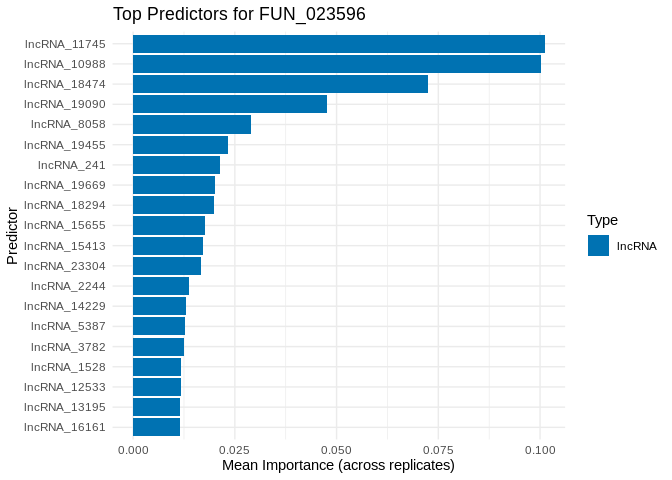 Top Predictors for FUN_023596
Predictor
lncRNA_11745
lncRNA_10988
lncRNA_18474
lncRNA_19090
lncRNA_8058
lncRNA_19455
lncRNA_241
lncRNA_19669
lncRNA_18294
lncRNA_15655
lncRNA_15413
lncRNA_23304
lncRNA_2244
lncRNA_14229
lncRNA_5387
lncRNA_3782
lncRNA_1528
lncRNA_12533
lncRNA_13195
lncRNA_16161
0.000 0.025 0.050 0.075 0.100
Mean Importance (across replicates)
Type
lncRNA